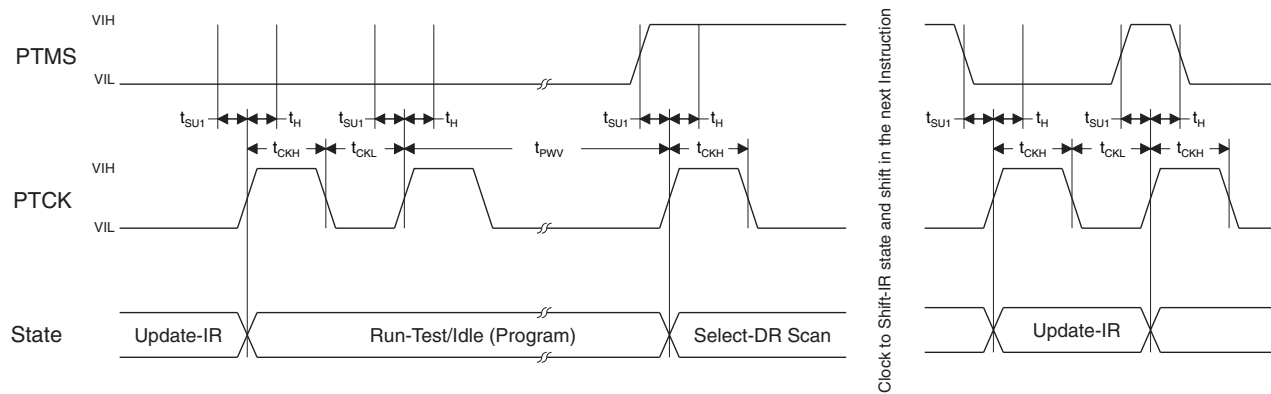 VIH
PTMS
VIL
tSU1 tH tSU1 tH tSU1 tH tSU1 tH tSU1 tH
tCKH tCKL tPWV tCKH tCKH tCKL tCKH
VIH
PTCK
VIL
State Update-IR Run-Test/Idle (Program) Select-DR Scan Update-IR
Clock to Shift-IR state and shift in the next Instruction